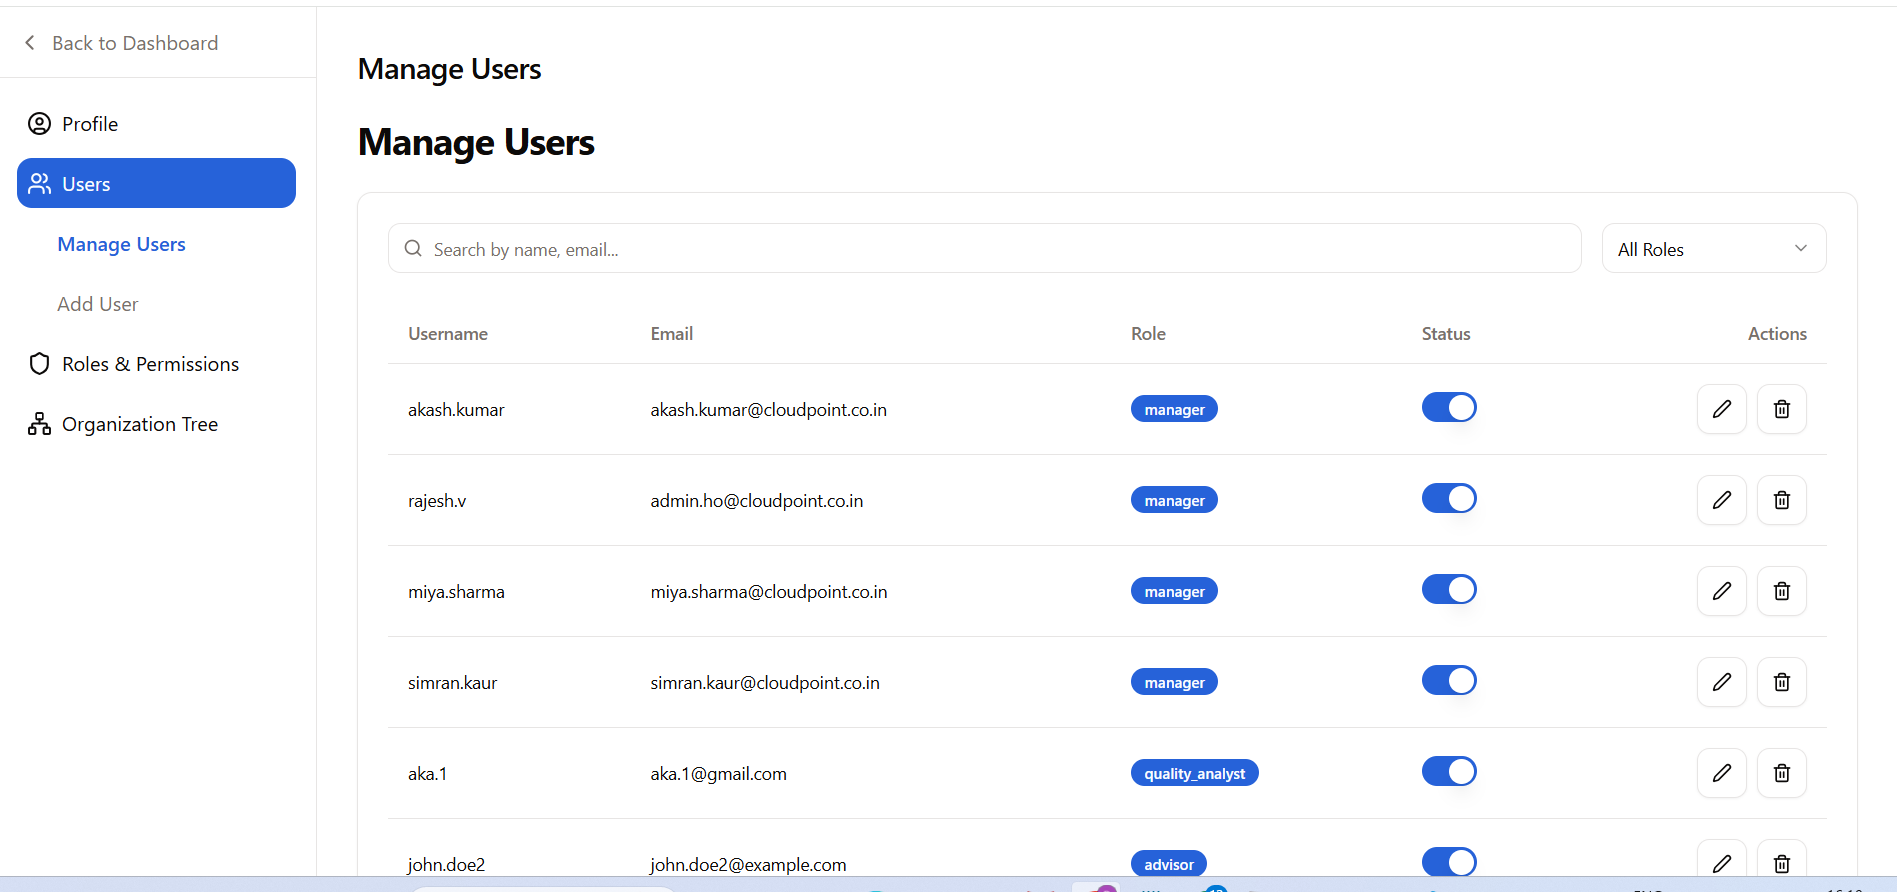 Back to Dashboard
Profile
Users
Manage Users
Add User
Roles & Permissions
Organization Tree
Manage Users
Manage Users
Search by name, email...
All Roles
Username Email Role Status Actions
akash.kumar akash.kumar@cloudpoint.co.in manager
rajesh.v admin.ho@cloudpoint.co.in manager
miya.sharma miya.sharma@cloudpoint.co.in manager
simran.kaur simran.kaur@cloudpoint.co.in manager
aka.1 aka.1@gmail.com quality_analyst
john.doe2 john.doe2@example.com advisor